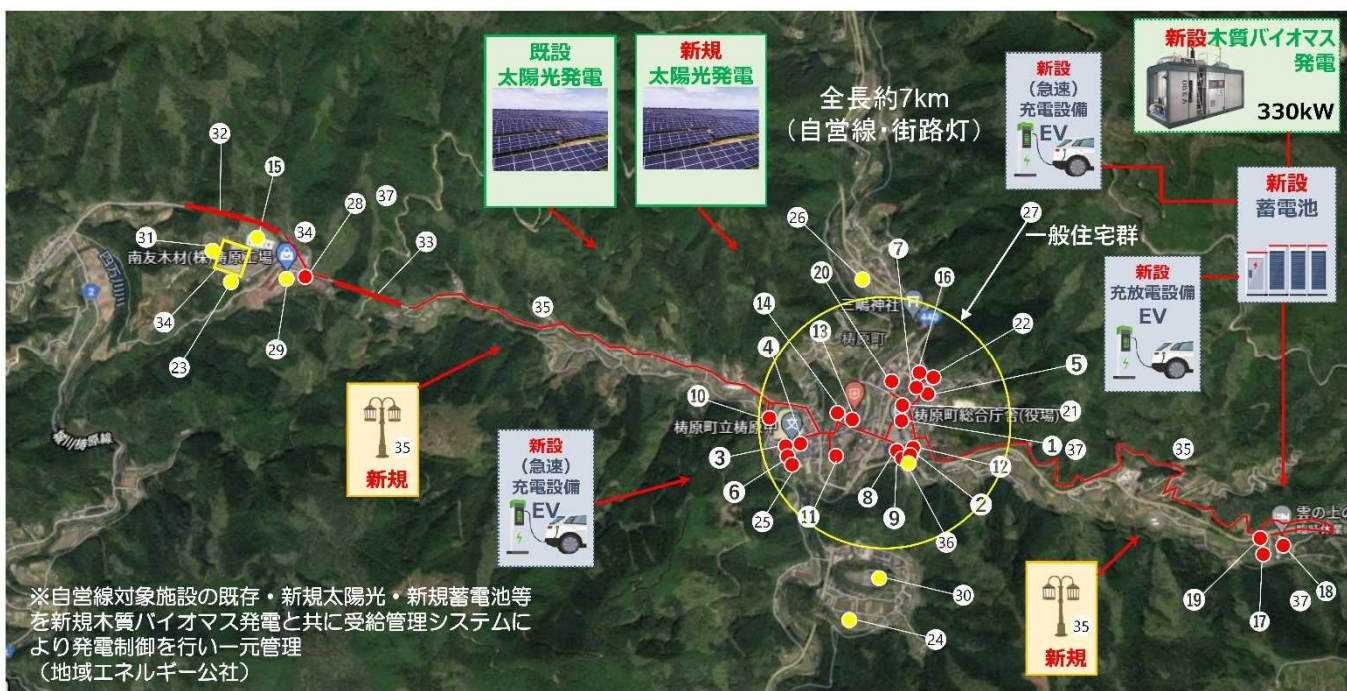 既設
太陽光発電
新規
太陽光発電
全長約7km
（自営線・街路灯）
新設
（急速）
充電設備
EV
新設木質バイオマス
発電
330kW
新設
蓄電池
新設
充放電設備
EV
一般住宅群
32
15
37
28
34
31
南友木材(株)梼原工場
33
34
23
29
2
35
26
27
7
20
16
三嶋神社
440
梼原町
22
14
13
4
5
10
梼原町立梼原中
梼原町総合庁舎(役場)
21
3
1
37
35
6
12
8
2
25
11
9
36
雲の上の
19
17
37
18
30
24
35
新規
新設
（急速）
充電設備
EV
35
新規
※自営線対象施設の既存・新規太陽光・新規蓄電池等
を新規木質バイオマス発電と共に受給管理システムに
より発電制御を行い一元管理
（地域エネルギー公社）